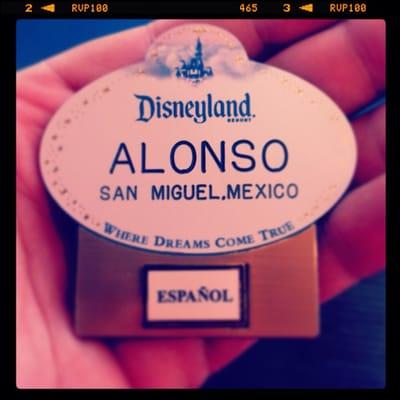 2 ◄ RVP100 465 3 ◄ RVP100
Disneyland
RESORT
ALONSO
SAN MIGUEL, MEXICO
WHERE DREAMS COME TRUE
ESPAÑOL